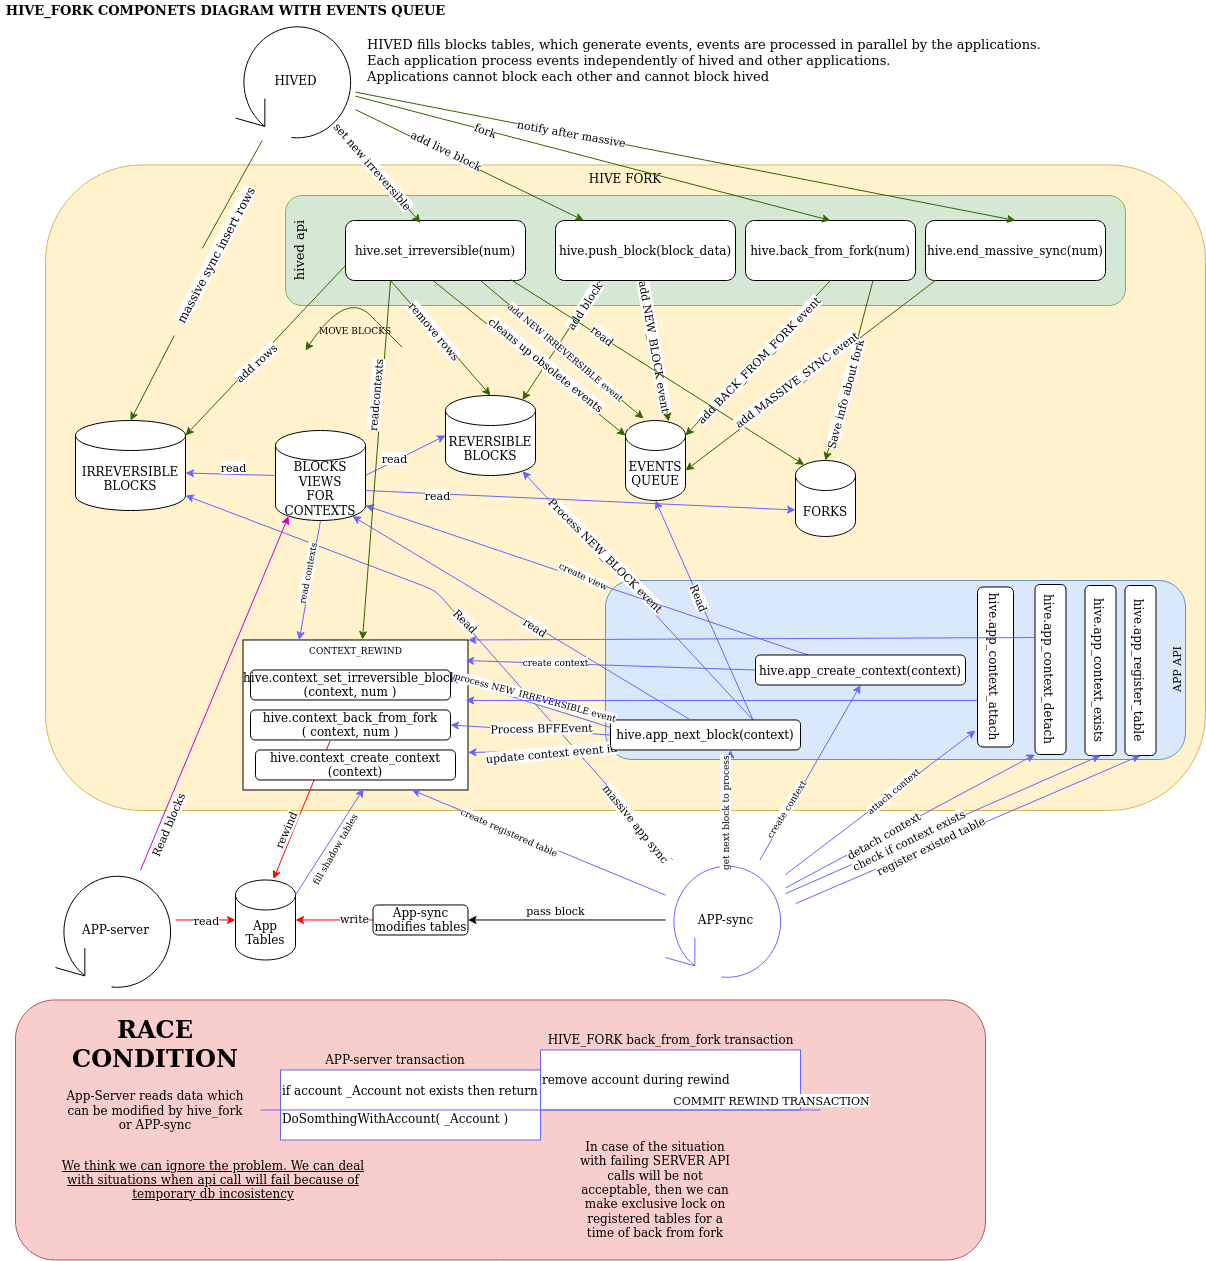 HIVE_FORK COMPONETS DIAGRAM WITH EVENTS QUEUE
HIVED
HIVED fills blocks tables, which generate events, events are processed in parallel by the applications.
Each application process events independently of hived and other applications.
Applications cannot block each other and cannot block hived
set new irreversible
add live block
fork
notify after massive
massive sync insert rows
HIVE FORK
hived api
hive.set_irreversible(num)
hive.push_block(block_data)
hive.back_from_fork(num)
hive.end_massive_sync(num)
MOVE BLOCKS
add rows
readcontexts
remove rows
cleans up obsolete events
add NEW IRREVERSIBLE event
read
add block
add NEW_BLOCK event
add BACK_FROM_FORK event
add MASSIVE_SYNC event
Save info about fork
IRREVERSIBLE
BLOCKS
BLOCKS
VIEWS
FOR
CONTEXTS
REVERSIBLE
BLOCKS
EVENTS
QUEUE
FORKS
read
read
read
read contexts
Process NEW_BLOCK event
create view
Read
read
Read
CONTEXT_REWIND
hive.context_set_irreversible_block
(context, num )
hive.context_back_from_fork
( context, num )
hive.context_create_context
(context)
create context
process NEW_IRREVERSIBLE event
Process BFFEvent
update context event id
hive.app_create_context(context)
hive.app_next_block(context)
hive.app_context_attach
hive.app_context_detach
hive.app_context_exists
hive.app_register_table
APP API
Read blocks
rewind
fill shadow tables
create registered table
massive app sync
get next block to process
create context
attach context
detach context
check if context exists
register existed table
APP-server
read
App
Tables
write
App-sync
modifies tables
pass block
APP-sync
RACE
CONDITION
App-Server reads data which
can be modified by hive_fork
or APP-sync
We think we can ignore the problem. We can deal
with situations when api call will fail because of
temporary db incosistency
APP-server transaction
if account _Account not exists then return
DoSomthingWithAccount( _Account )
HIVE_FORK back_from_fork transaction
remove account during rewind
COMMIT REWIND TRANSACTION
In case of the situation
with failing SERVER API
calls will be not
acceptable, then we can
make exclusive lock on
registered tables for a
time of back from fork